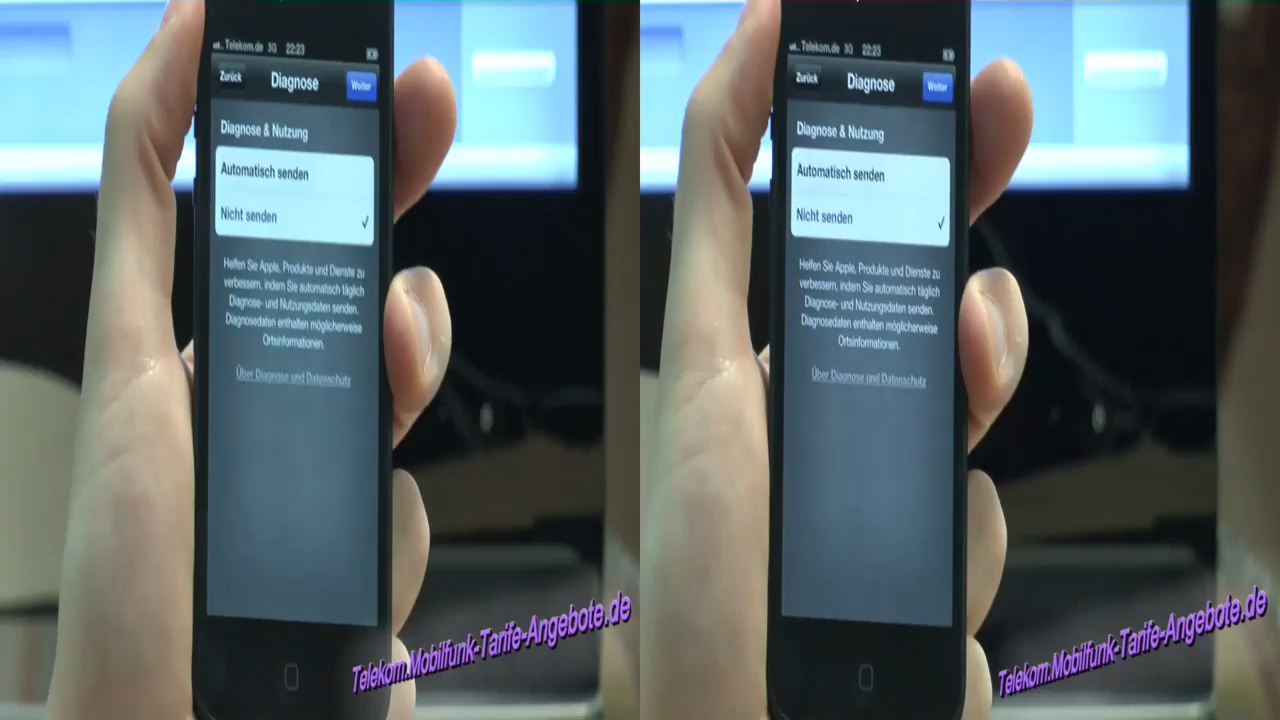 Telekom.de 3G 22:23
Zurück Diagnose Weiter
Diagnose & Nutzung
Automatisch senden
Nicht senden
Helfen Sie Apple, Produkte und Dienste zu
verbessern, indem Sie automatisch täglich
Diagnose- und Nutzungsdaten senden.
Diagnosedaten enthalten möglicherweise
Ortsinformationen.
Über Diagnose und Datenschutz
Telekom.Mobilfunk-Tarife-Angebote.de
Telekom.de 3G 22:23
Zurück Diagnose Weiter
Diagnose & Nutzung
Automatisch senden
Nicht senden
Helfen Sie Apple, Produkte und Dienste zu
verbessern, indem Sie automatisch täglich
Diagnose- und Nutzungsdaten senden.
Diagnosedaten enthalten möglicherweise
Ortsinformationen.
Über Diagnose und Datenschutz
Telekom.Mobilfunk-Tarife-Angebote.de